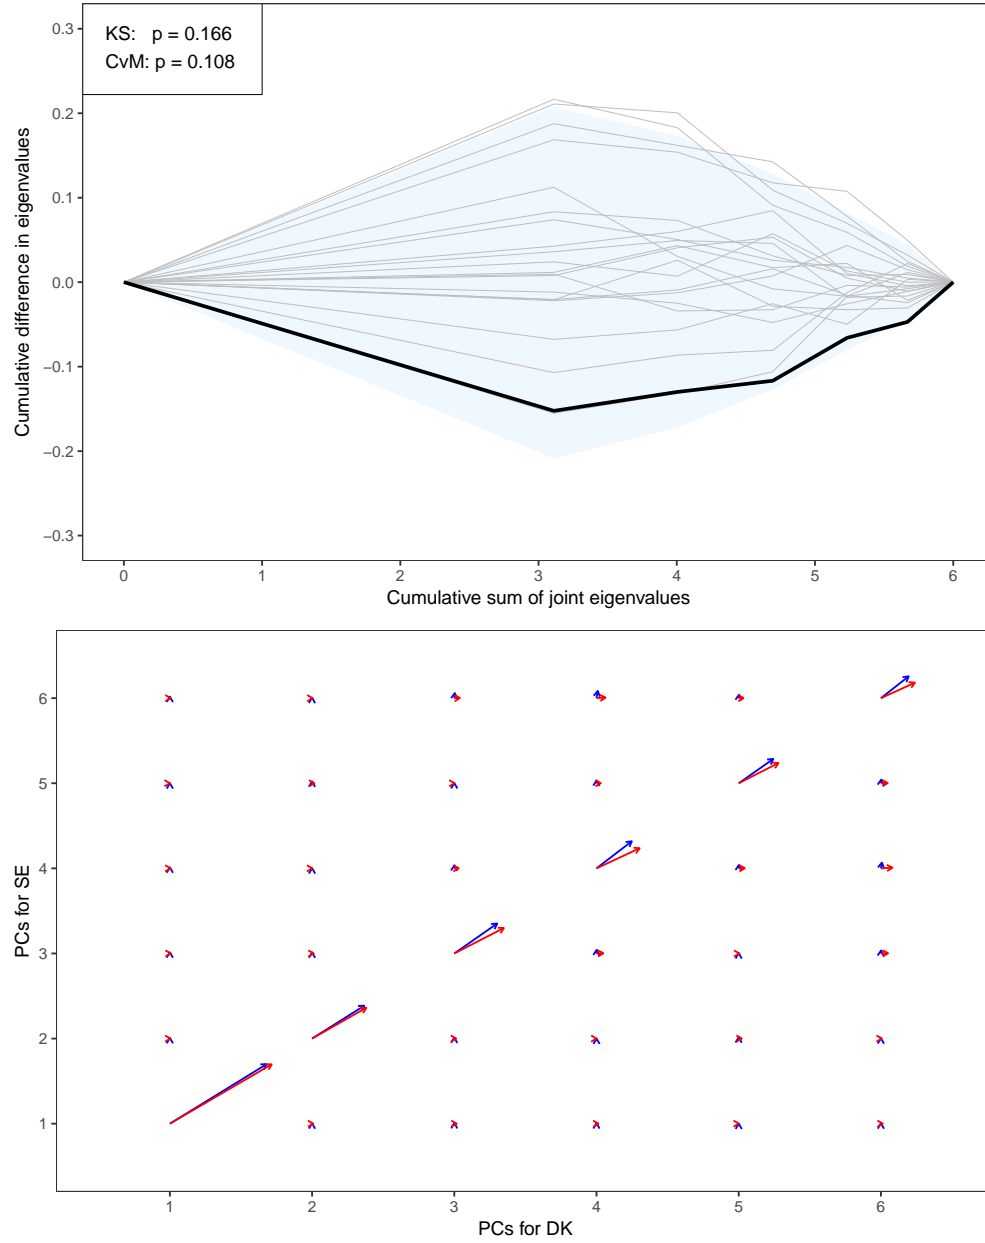 KS: p = 0.166
CvM: p = 0.108
0.3
0.2
0.1
0.0
−0.1
−0.2
−0.3
Cumulative difference in eigenvalues
0 1 2 3 4 5 6
Cumulative sum of joint eigenvalues
6
5
4
3
2
1
PCs for SE
1 2 3 4 5 6
PCs for DK